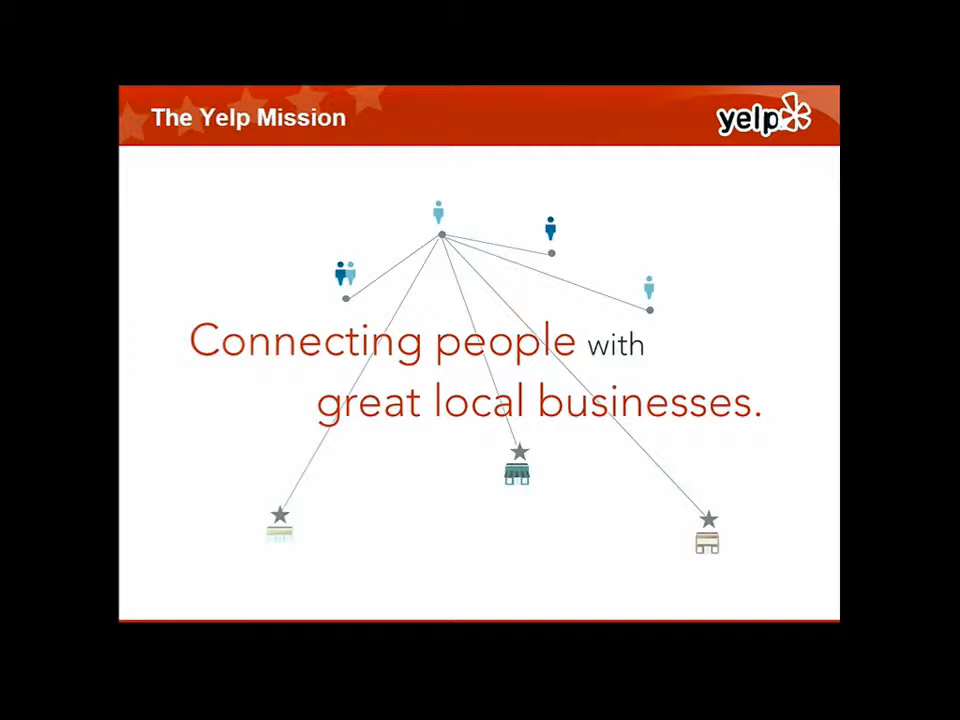 The Yelp Mission
yelp
Connecting people with
great local businesses.